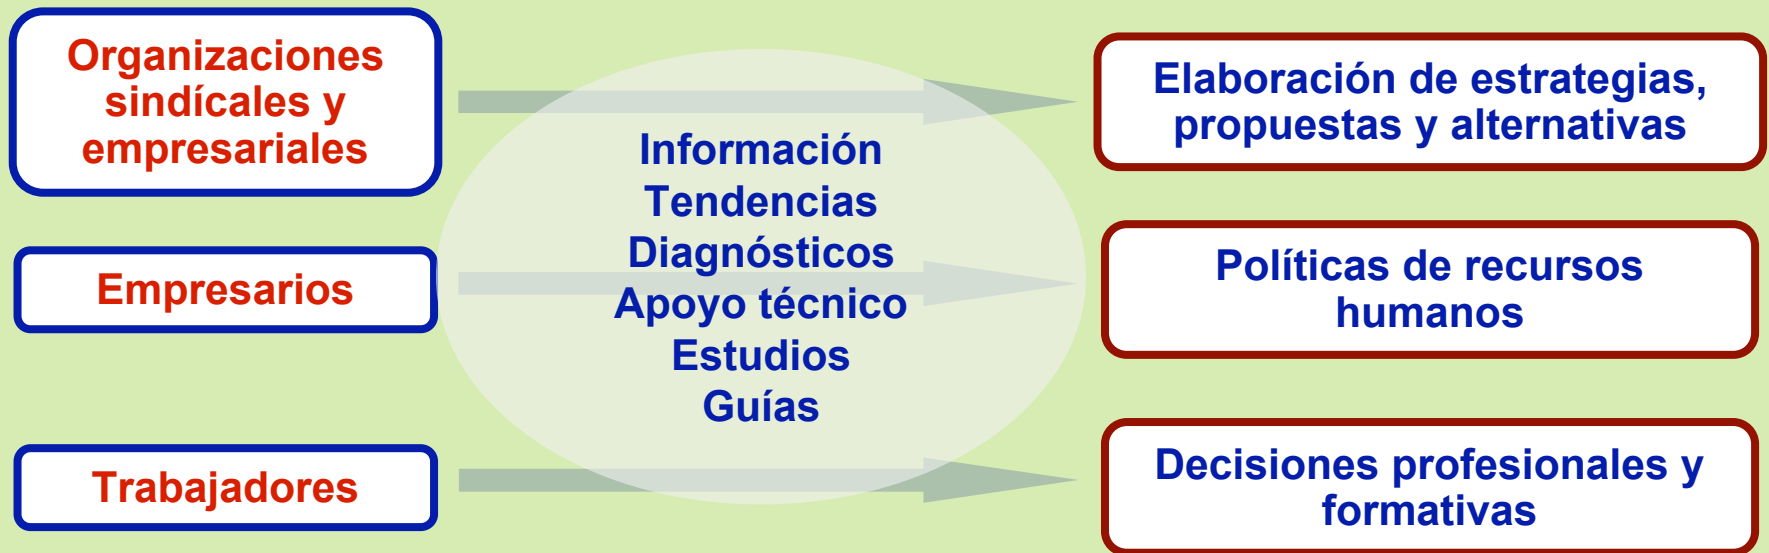 Organizaciones
sindícales y
empresariales
Elaboración de estrategias,
propuestas y alternativas
Información
Tendencias
Diagnósticos
Apoyo técnico
Estudios
Guías
Empresarios
Políticas de recursos
humanos
Trabajadores
Decisiones profesionales y
formativas